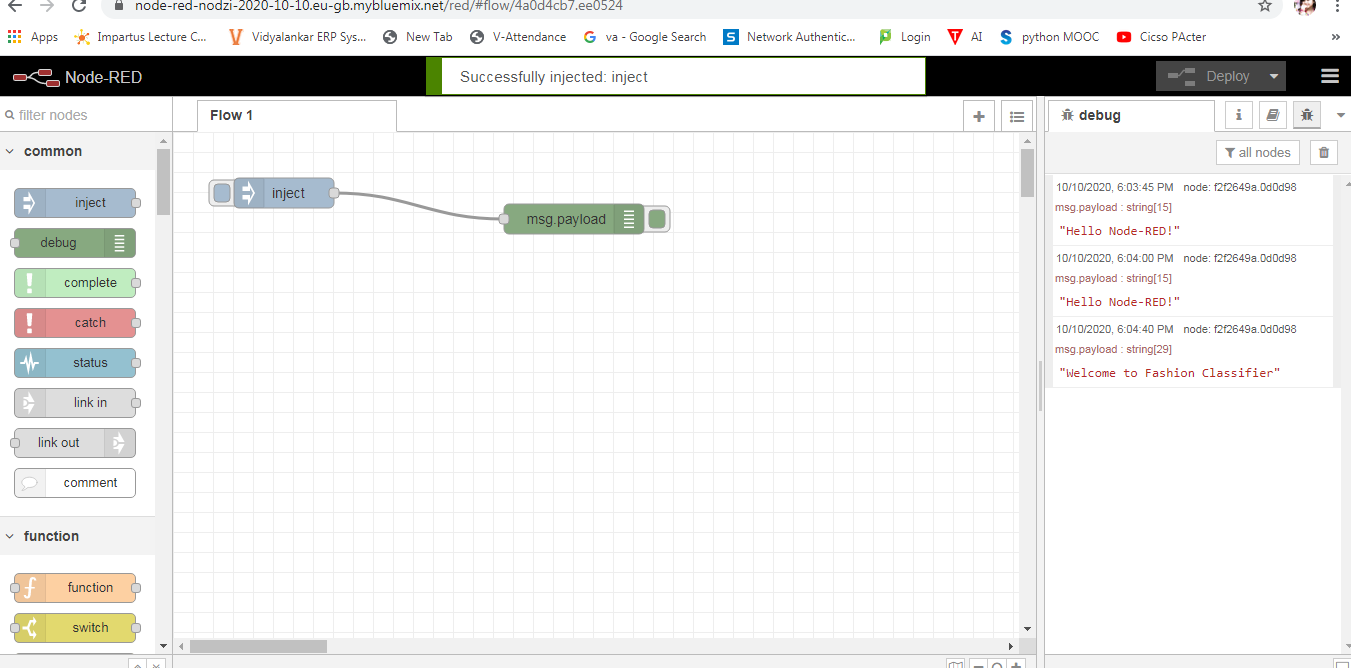 node-red-nodzi-2020-10-10.eu-gb.mybluemix.net/red/#flow/4a0d4cb7.ee0524
Apps Impartus Lecture C... Vidyalankar ERP Sys... New Tab V-Attendance va - Google Search Network Authentic... Login AI python MOOC Cicso PActer »
Node-RED
Successfully injected: inject
Deploy
filter nodes
Flow 1
debug
common
all nodes
inject
debug
complete
catch
status
link in
link out
comment
function
function
switch
inject
msg.payload
10/10/2020, 6:03:45 PM node: f2f2649a.0d0d98
msg.payload : string[15]
"Hello Node-RED!"
10/10/2020, 6:04:00 PM node: f2f2649a.0d0d98
msg.payload : string[15]
"Hello Node-RED!"
10/10/2020, 6:04:40 PM node: f2f2649a.0d0d98
msg.payload : string[29]
"Welcome to Fashion Classifier"